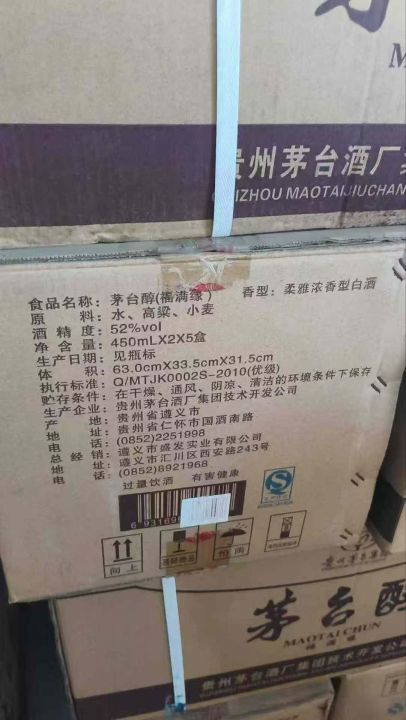 贵州茅台酒厂集
GUIZHOU MAOTAIJIUCHAN
食品名称：茅台醇(福满缘) 香型：柔雅浓香型白酒
原 料：水、高粱、小麦
酒 精 度：52%vol
净 含 量：450mLX2X5盒
生产日期：见瓶标
体 积：63.0cmX33.5cmX31.5cm
执行标准：Q/MTJK0002S-2010(优级)
贮存条件：在干燥、通风、阴凉、清洁的环境条件下保存
生产企业：贵州茅台酒厂集团技术开发公司
产 地：贵州省遵义市
地 址：贵州省仁怀市国酒南路
电 话：(0852)2251998
总 经 销：遵义市盛发实业有限公司
地 址：遵义市汇川区西安路243号
电 话：(0852)8921968
过量饮酒 有害健康
向上
怕雨
茅台醇
MAOTAI CHUN
福满缘
贵州茅台酒厂集团技术开发公